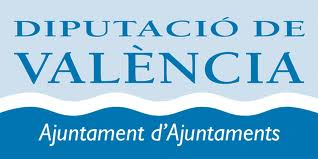 DIPUTACIÓ DE
VALÈNCIA
Ajuntament d'Ajuntaments